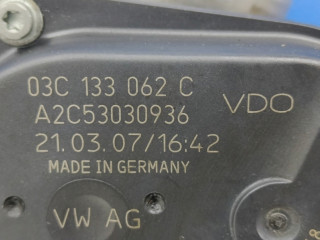 03C 133 062 C
A2C53030936 VDO
21.03.07/16:42
MADE IN GERMANY
VW AG